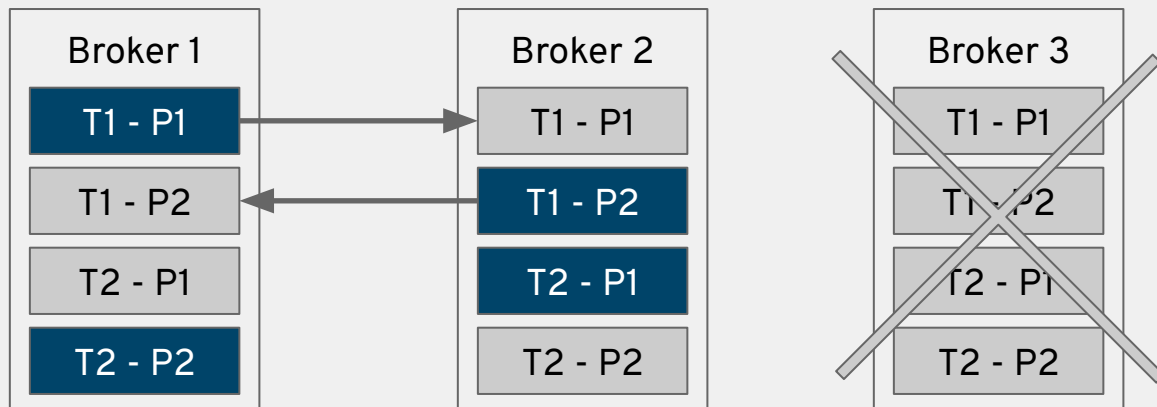 Broker 1
T1 - P1
T1 - P2
T2 - P1
T2 - P2
Broker 2
T1 - P1
T1 - P2
T2 - P1
T2 - P2
Broker 3
T1 - P1
T1 - P2
T2 - P1
T2 - P2